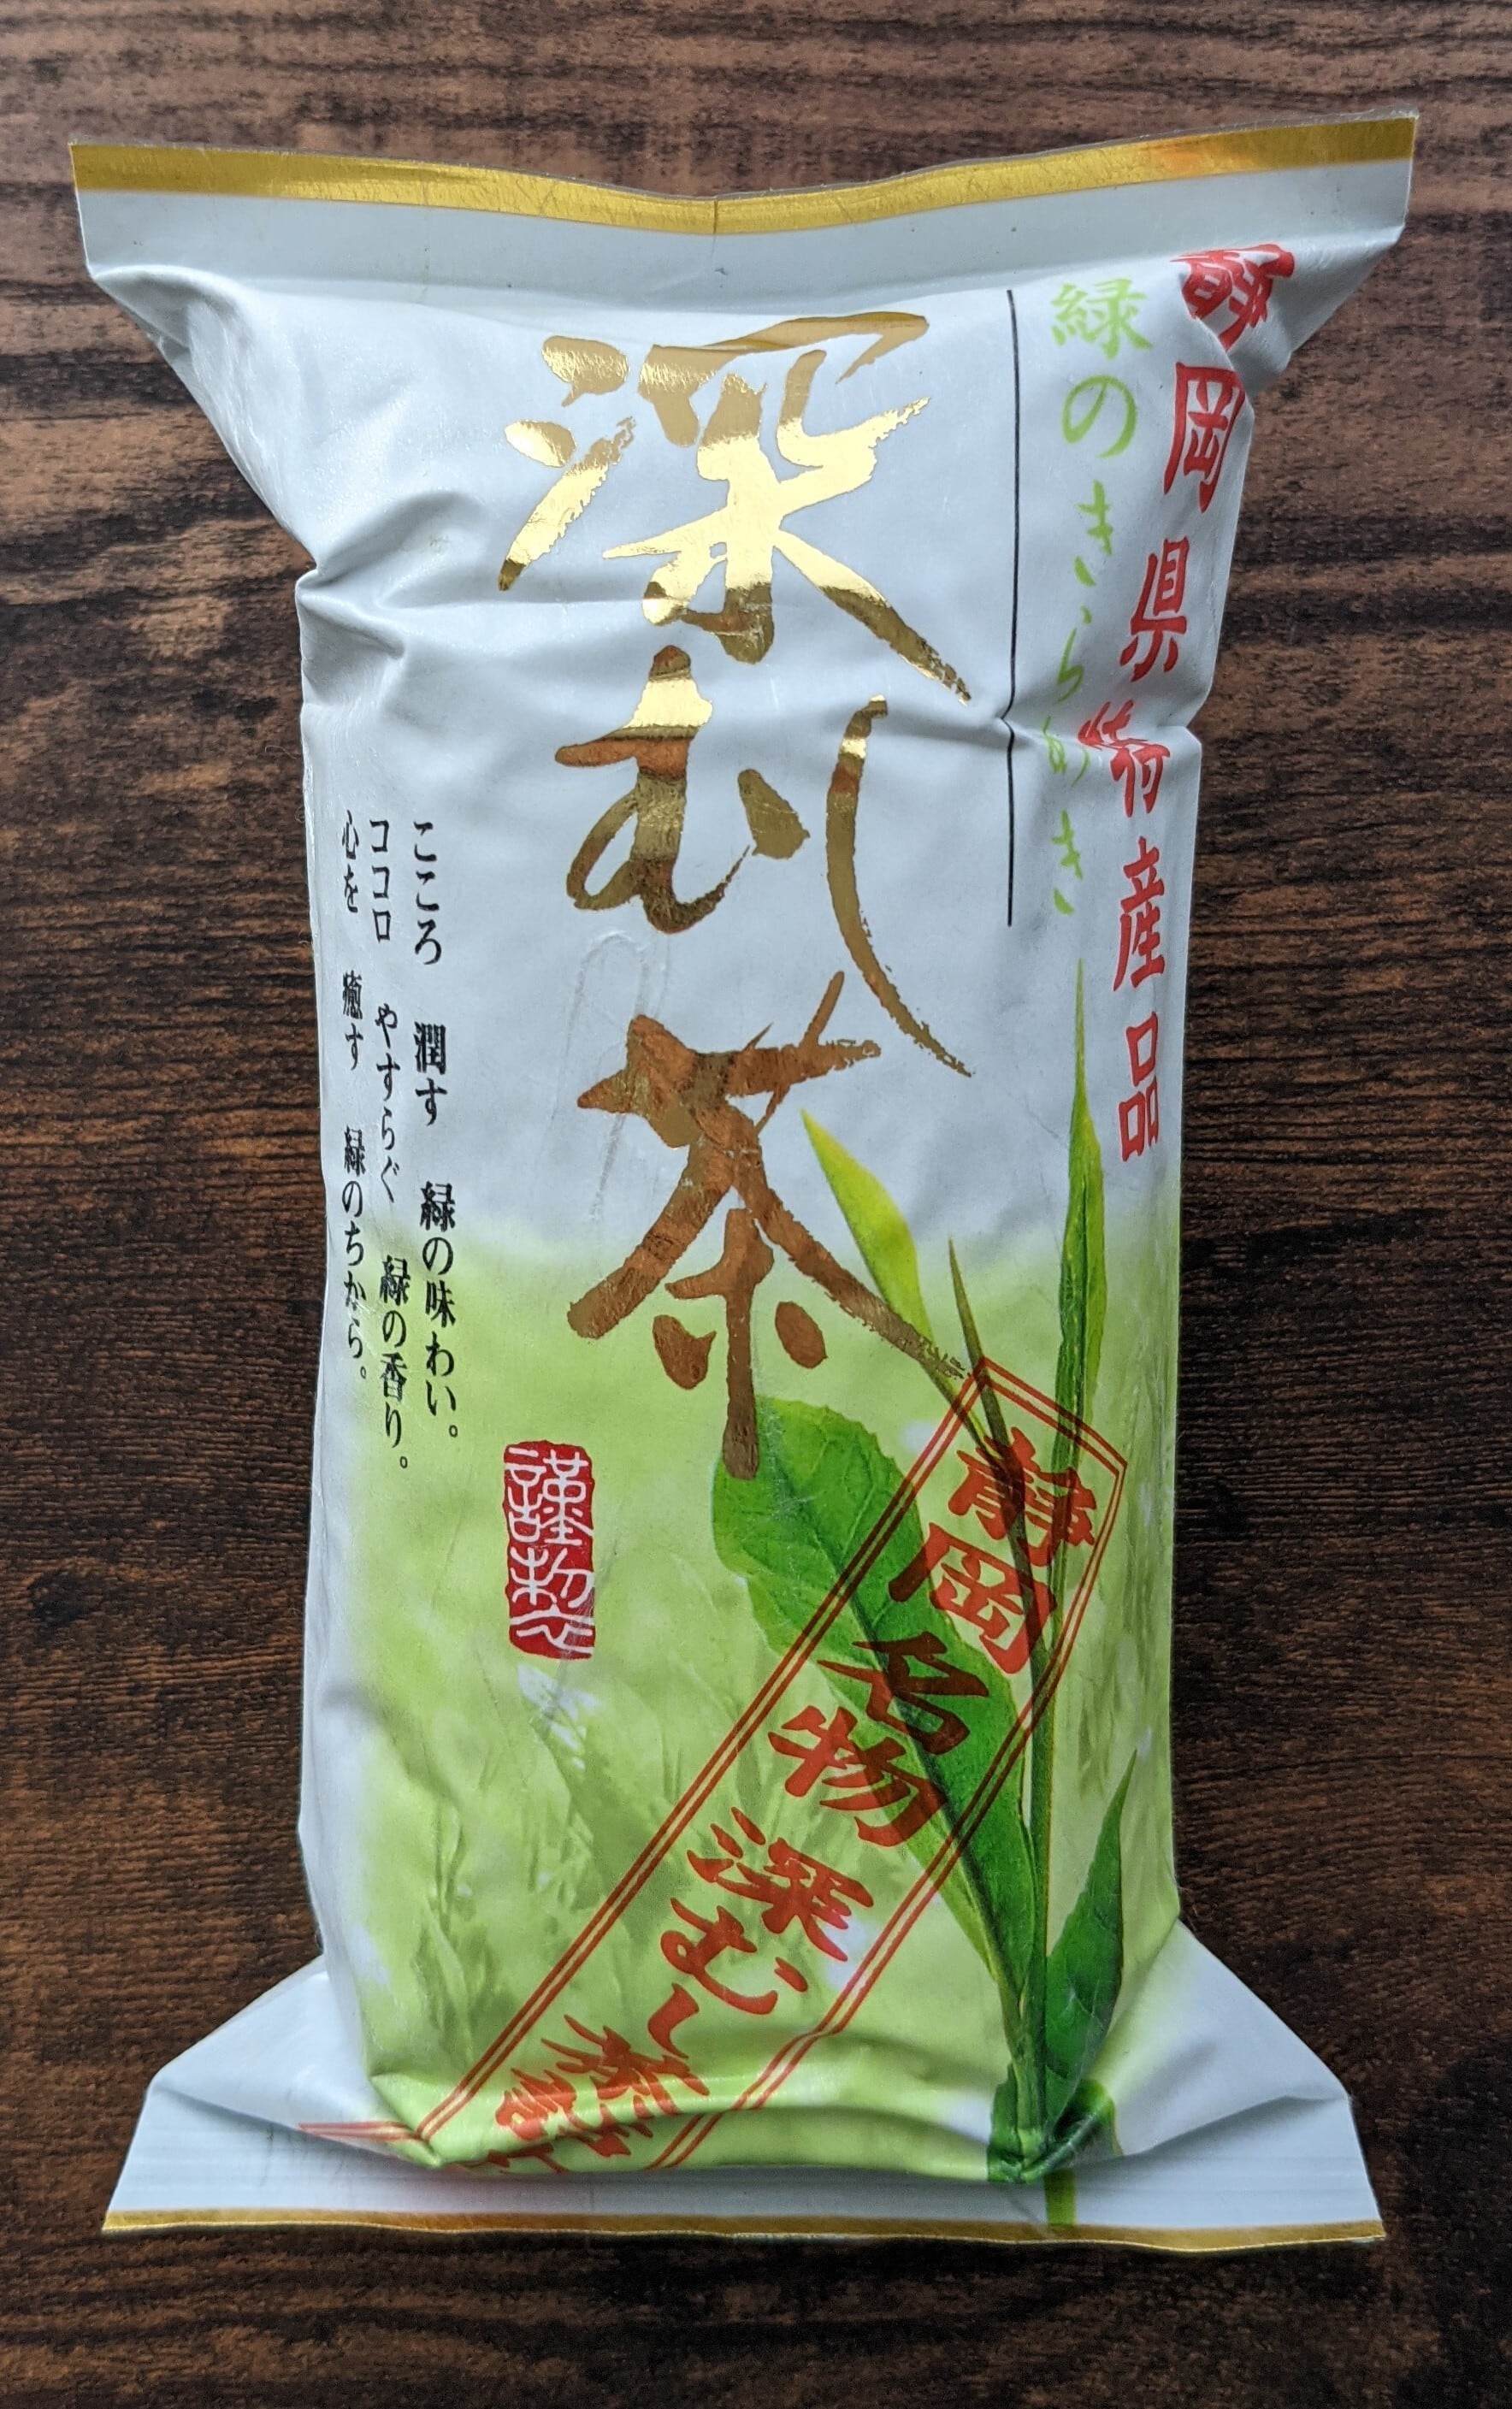 静岡県特産品
緑のきらめき
深むし茶
こころ 潤す 緑の味わい。
ココロ やすらぐ 緑の香り。
心を 癒す 緑のちから。
謹製
静岡名物 深むし茶